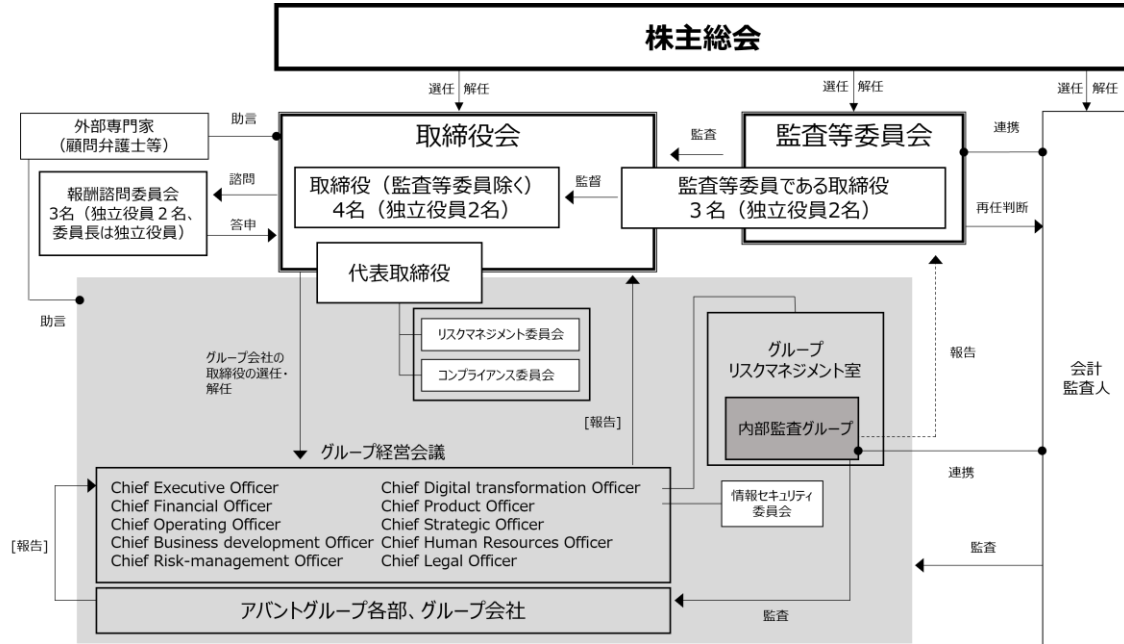 株主総会
選任 解任
選任 解任
選任 解任
外部専門家
（顧問弁護士等）
助言
取締役会
監査
監査等委員会
連携
報酬諮問委員会
3名（独立役員２名、
委員長は独立役員）
諮問
答申
取締役（監査等委員除く）
4名（独立役員2名）
監督
監査等委員である取締役
３名（独立役員2名）
再任判断
代表取締役
助言
リスクマネジメント委員会
コンプライアンス委員会
グループ会社の
取締役の選任・
解任
[報告]
グループ
リスクマネジメント室
内部監査グループ
報告
会計
監査人
連携
グループ経営会議
Chief Executive Officer
Chief Financial Officer
Chief Operating Officer
Chief Business development Officer
Chief Risk-management Officer
Chief Digital transformation Officer
Chief Product Officer
Chief Strategic Officer
Chief Human Resources Officer
Chief Legal Officer
情報セキュリティ
委員会
[報告]
監査
アバントグループ各部、グループ会社
監査